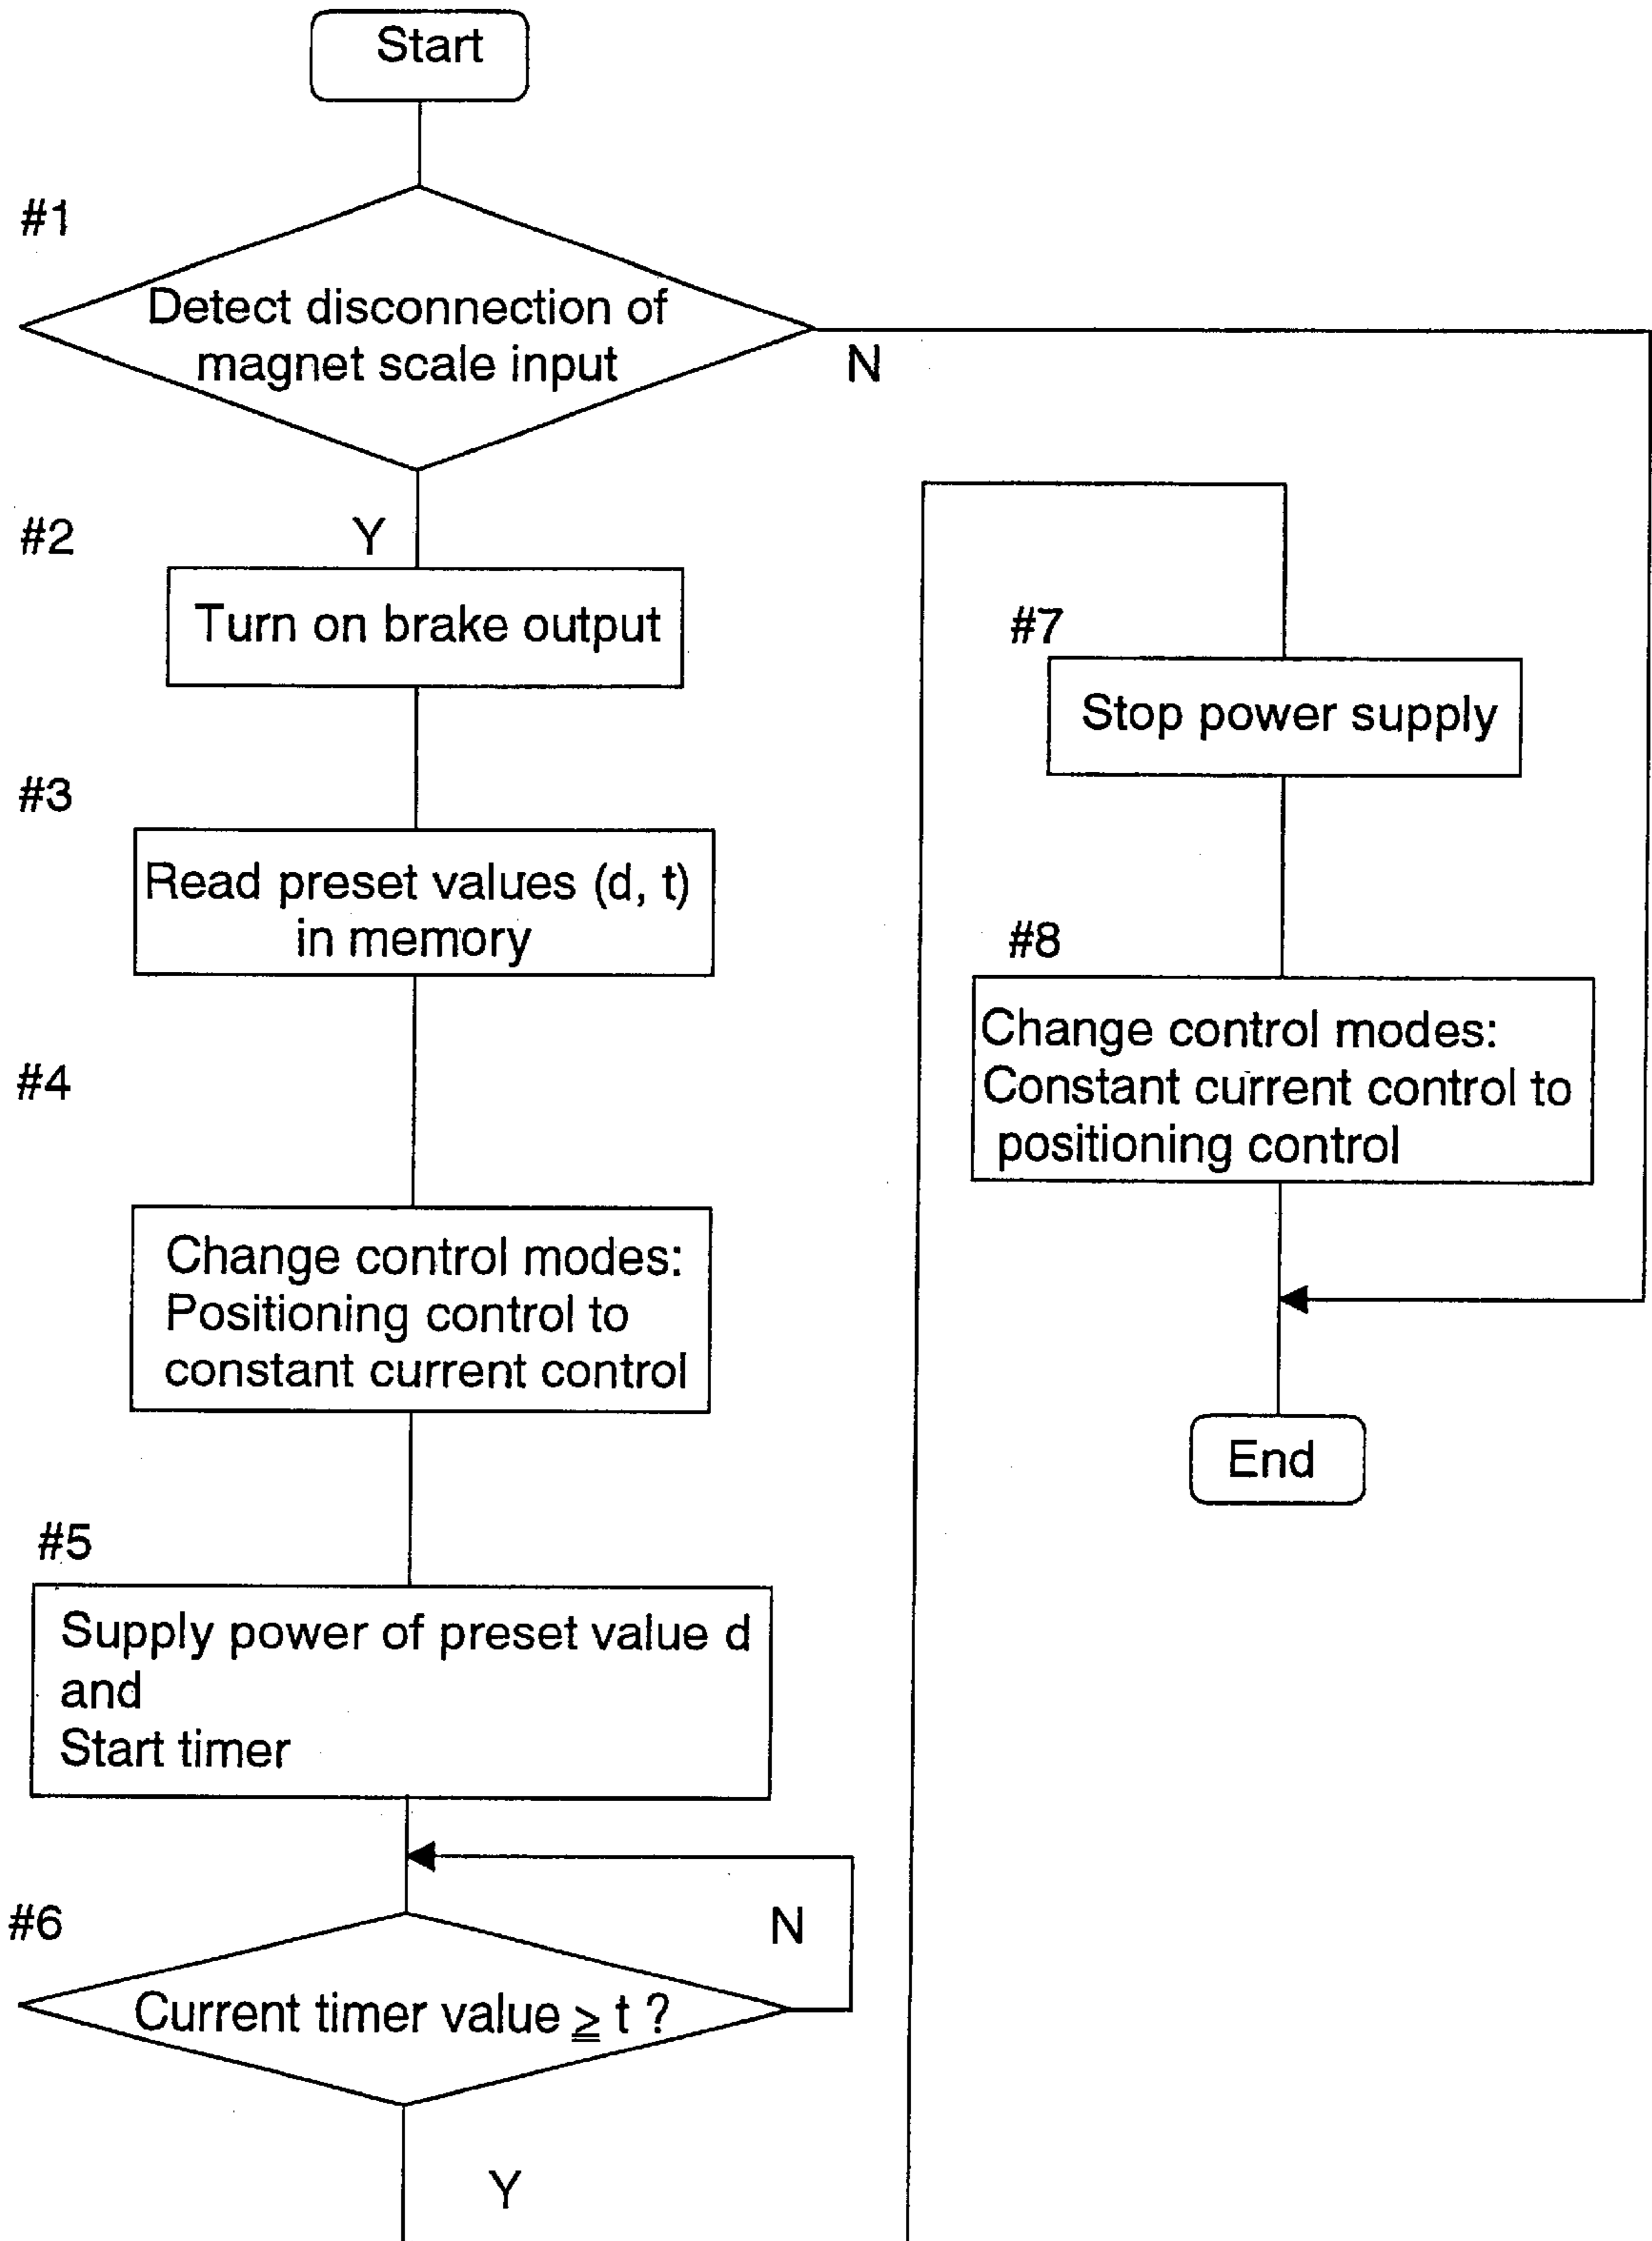 Start
#1
Detect disconnection of
magnet scale input
N
#2
Y
Turn on brake output
#3
Read preset values (d, t)
in memory
#4
Change control modes:
Positioning control to
constant current control
#5
Supply power of preset value d
and
Start timer
#6
N
Current timer value ≧ t ?
Y
#7
Stop power supply
#8
Change control modes:
Constant current control to
positioning control
End